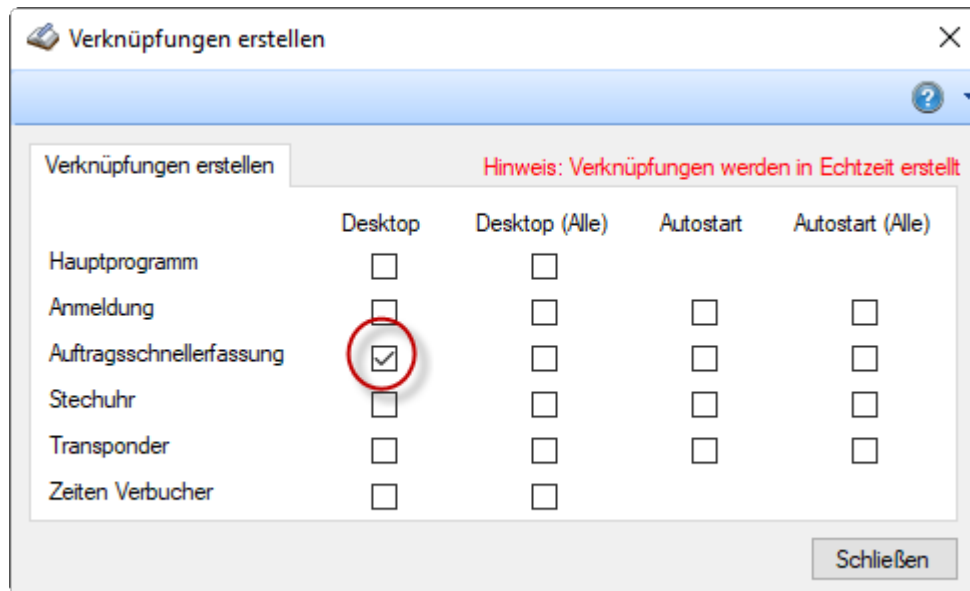 Verknüpfungen erstellen
Verknüpfungen erstellen
Hinweis: Verknüpfungen werden in Echtzeit erstellt
Desktop Desktop (Alle) Autostart Autostart (Alle)
Hauptprogramm
Anmeldung
Auftragsschnellerfassung
Stechuhr
Transponder
Zeiten Verbucher
Schließen